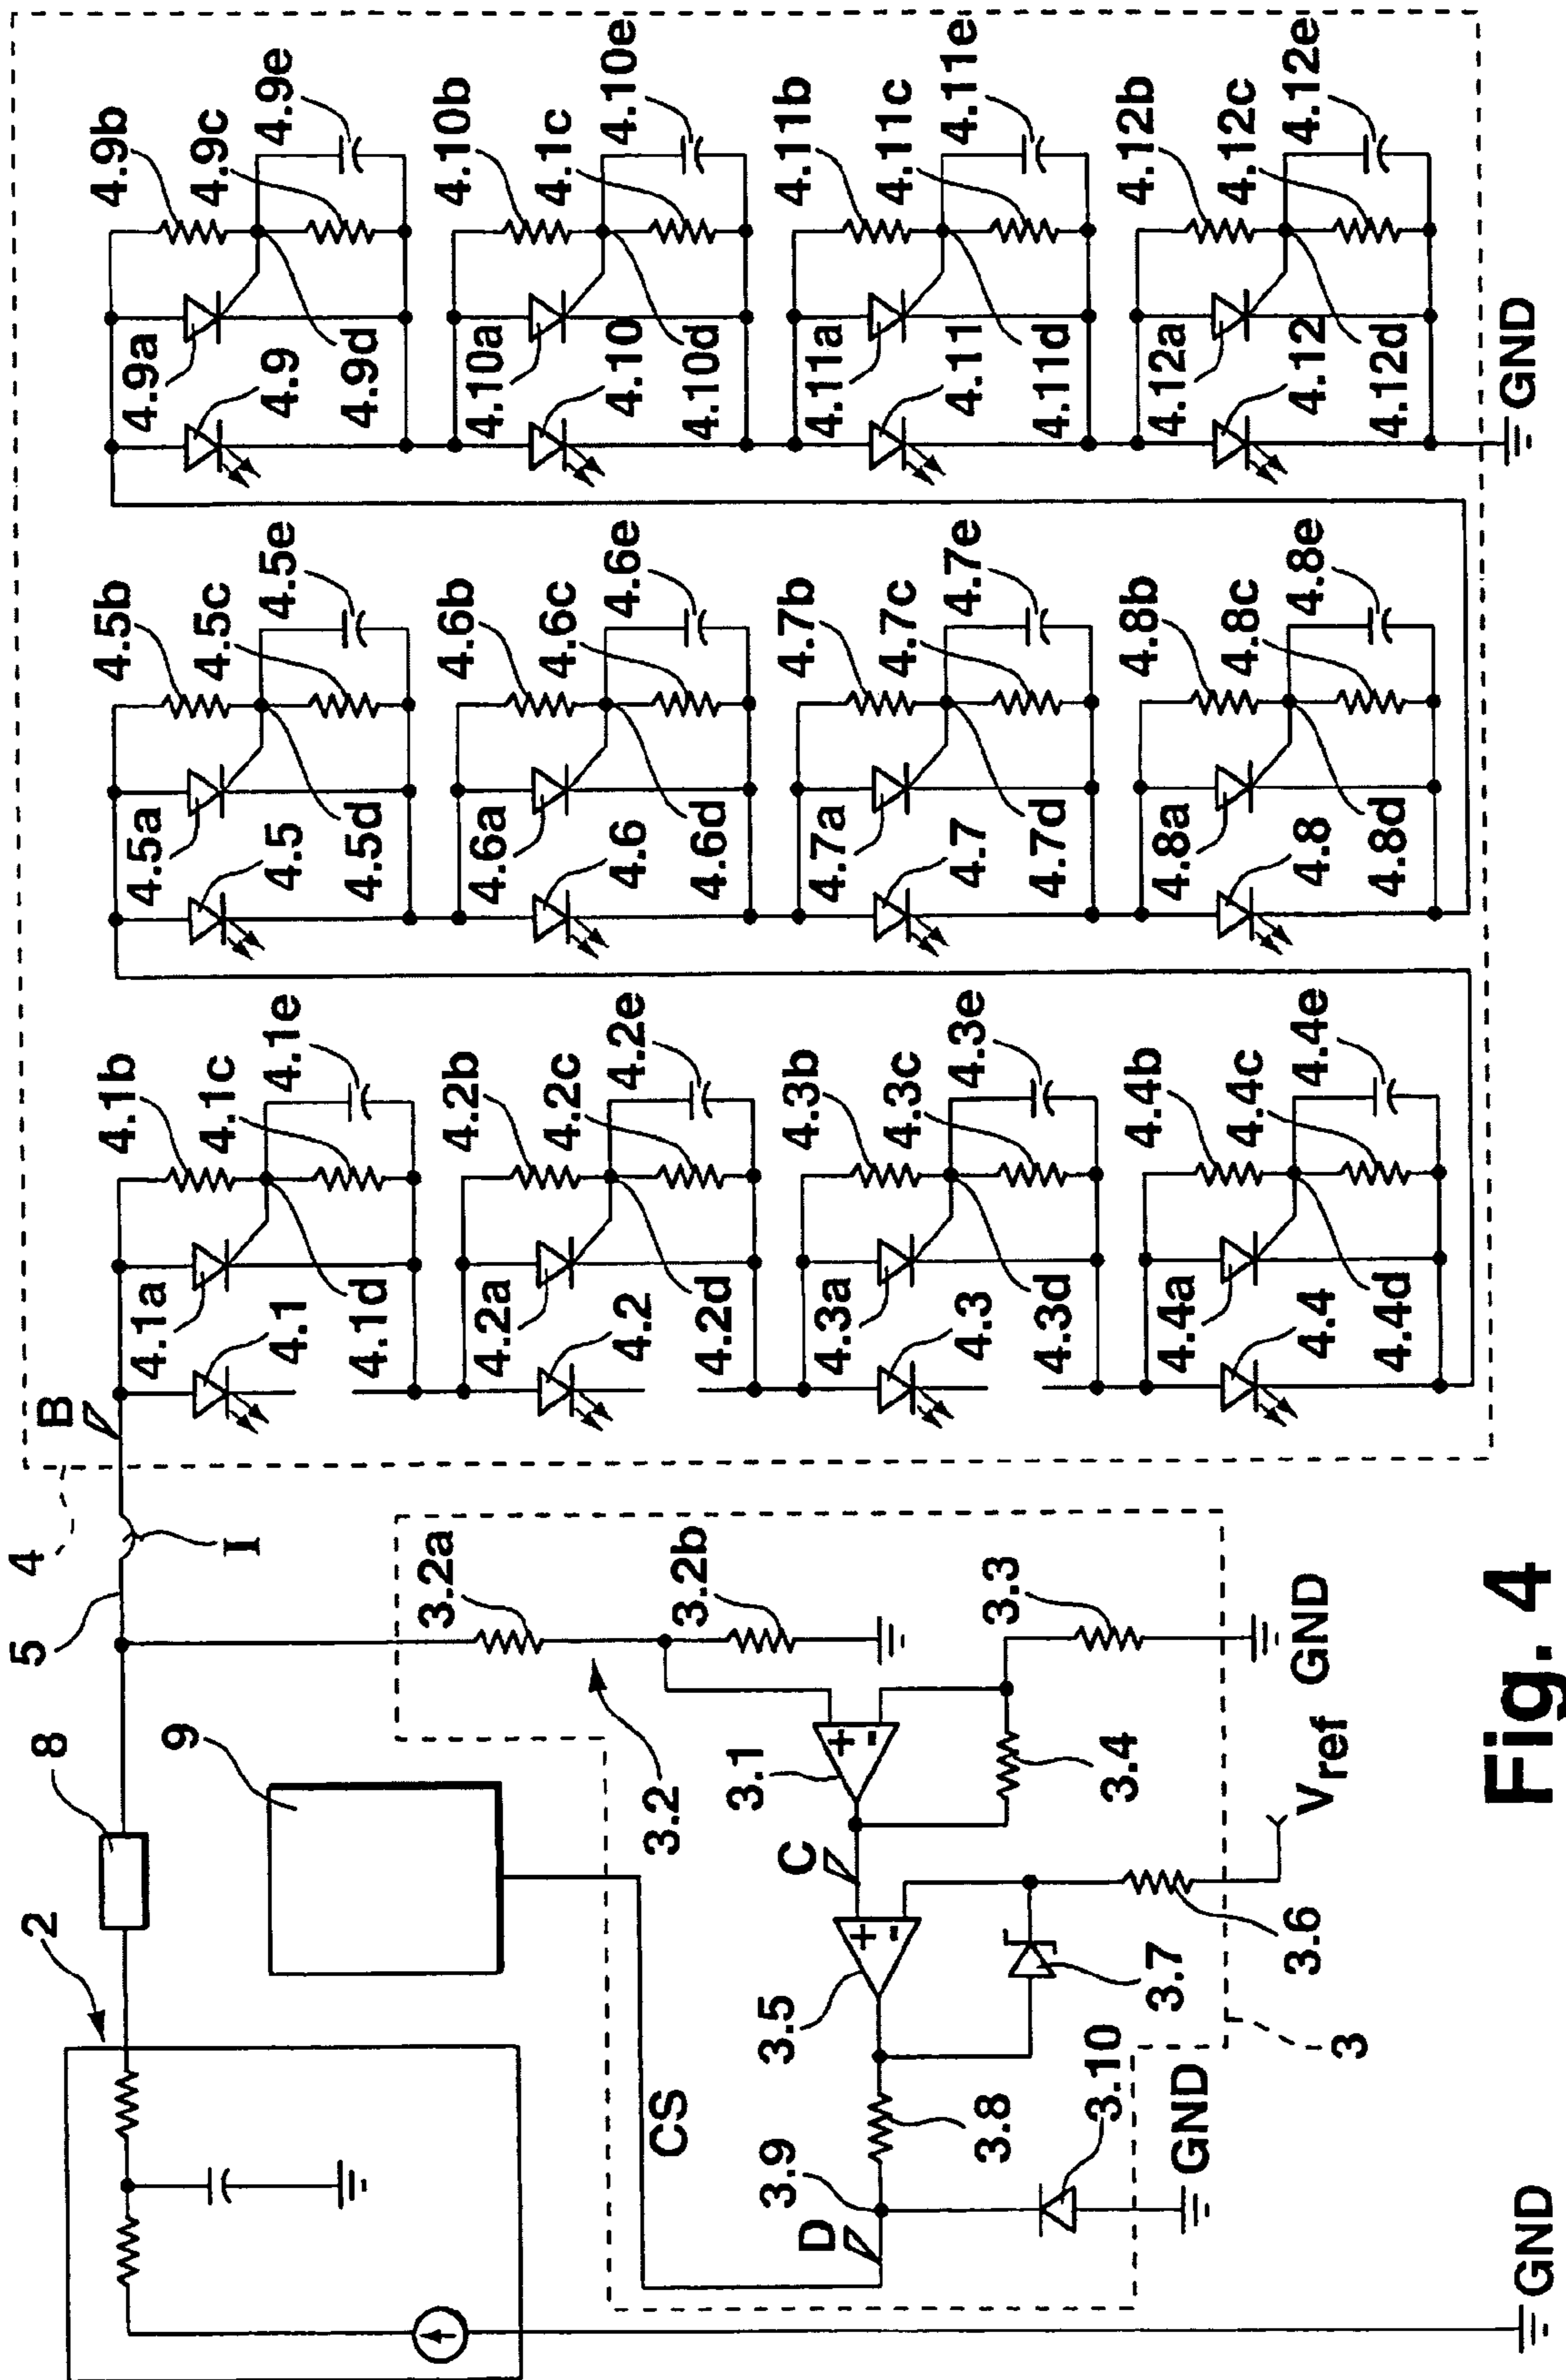 4.9b
4.9c
4.9e
4.9a
4.9
4.9d
4.10b
4.1c
4.10e
4.10a
4.10
4.10d
4.11b
4.11c
4.11e
4.11a
4.11
4.11d
4.12b
4.12c
4.12e
4.12a
4.12
4.12d
GND
4.5b
4.5c
4.5e
4.5a
4.5
4.5d
4.6b
4.6c
4.6e
4.6a
4.6
4.6d
4.7b
4.7c
4.7e
4.7a
4.7
4.7d
4.8b
4.8c
4.8e
4.8a
4.8
4.8d
4.1b
4.1c
4.1e
4.1a
4.1
4.1d
4.2b
4.2c
4.2e
4.2a
4.2
4.2d
4.3b
4.3c
4.3e
4.3a
4.3
4.3d
4.4b
4.4c
4.4e
4.4a
4.4
4.4d
B
4
I
5
3.2a
3.2b
3.3
GND
8
9
3.2
3.1
+
-
3.4
Vref
C
2
3.5
+
-
3.7
3.6
3
CS
3.9
3.8
3.10
GND
D
GND
Fig. 4